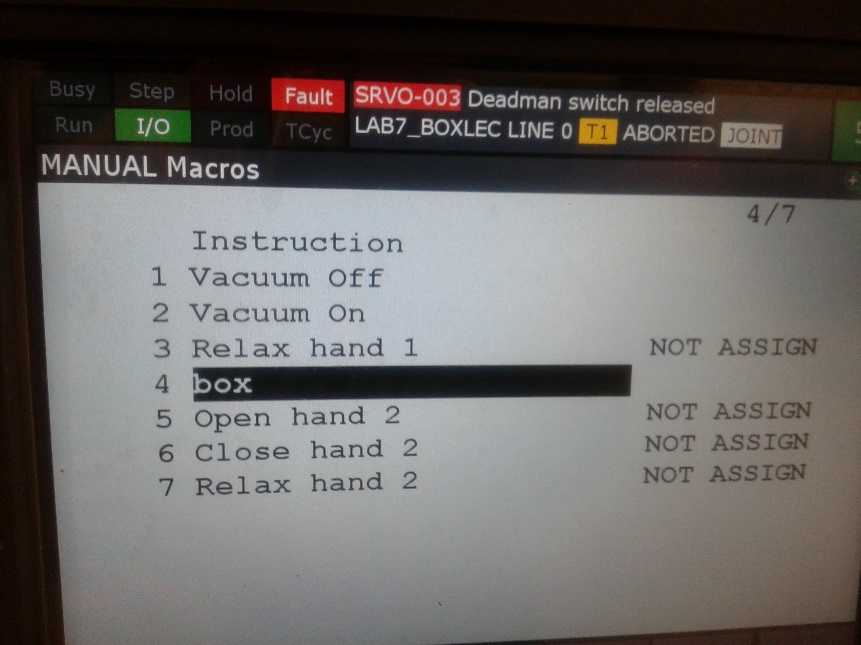 Busy Step Hold Fault SRVO-003 Deadman switch released
Run I/O Prod TCyc LAB7_BOXLEC LINE 0 T1 ABORTED JOINT
MANUAL Macros
4/7
Instruction
1 Vacuum Off
2 Vacuum On
3 Relax hand 1 NOT ASSIGN
4 box
5 Open hand 2 NOT ASSIGN
6 Close hand 2 NOT ASSIGN
7 Relax hand 2 NOT ASSIGN